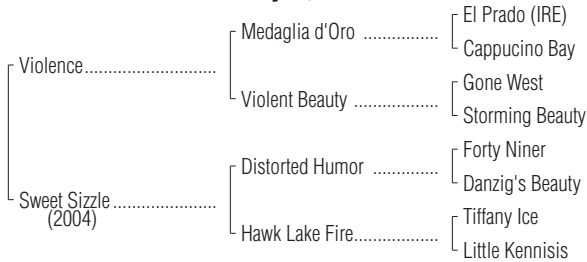 El Prado (IRE)
Medaglia d'Oro ................
Cappucino Bay
Violence............................
Gone West
Violent Beauty ..................
Storming Beauty
Forty Niner
Distorted Humor ..............
Danzig's Beauty
Sweet Sizzle......................
(2004)
Tiffany Ice
Hawk Lake Fire..................
Little Kennisis